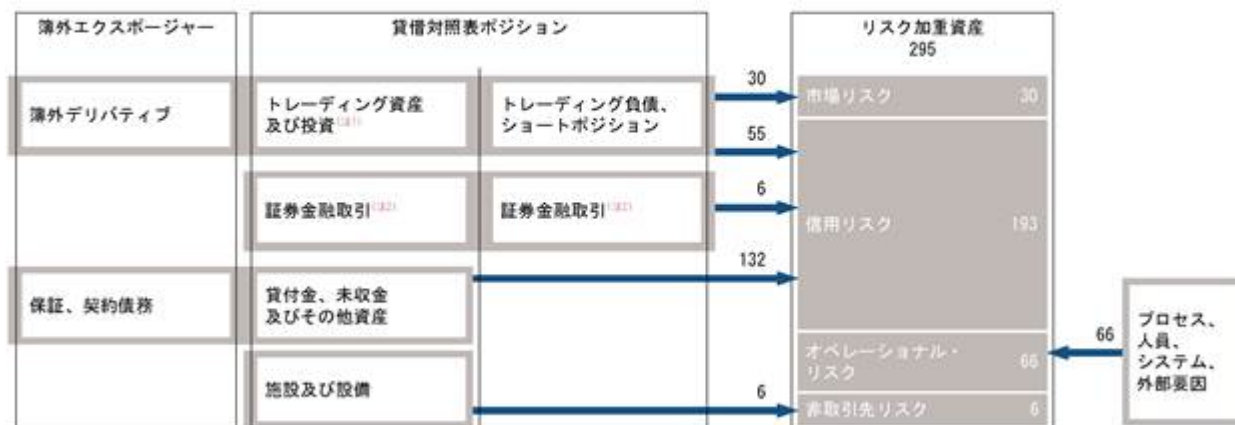 簿外エクスポージャー
貸借対照表ポジション
リスク加重資産
295
簿外デリバティブ
トレーディング資産
及び投資(注1)
トレーディング負債、
ショートポジション
30
55
市場リスク 30
証券金融取引(注2)
証券金融取引(注2)
6
信用リスク 193
保証、契約債務
貸付金、未収金
及びその他資産
132
オペレーショナル・
リスク 66
66
プロセス、
人員、
システム、
外部要因
施設及び設備
6
非取引先リスク 6